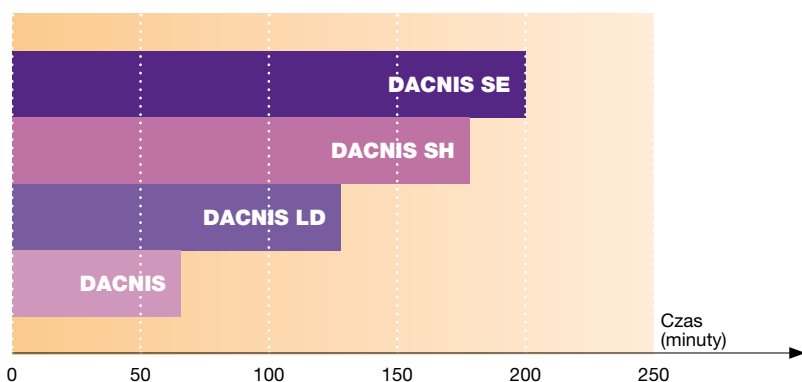 DACNIS SE
DACNIS SH
DACNIS LD
DACNIS
Czas
(minuty)
0 50 100 150 200 250